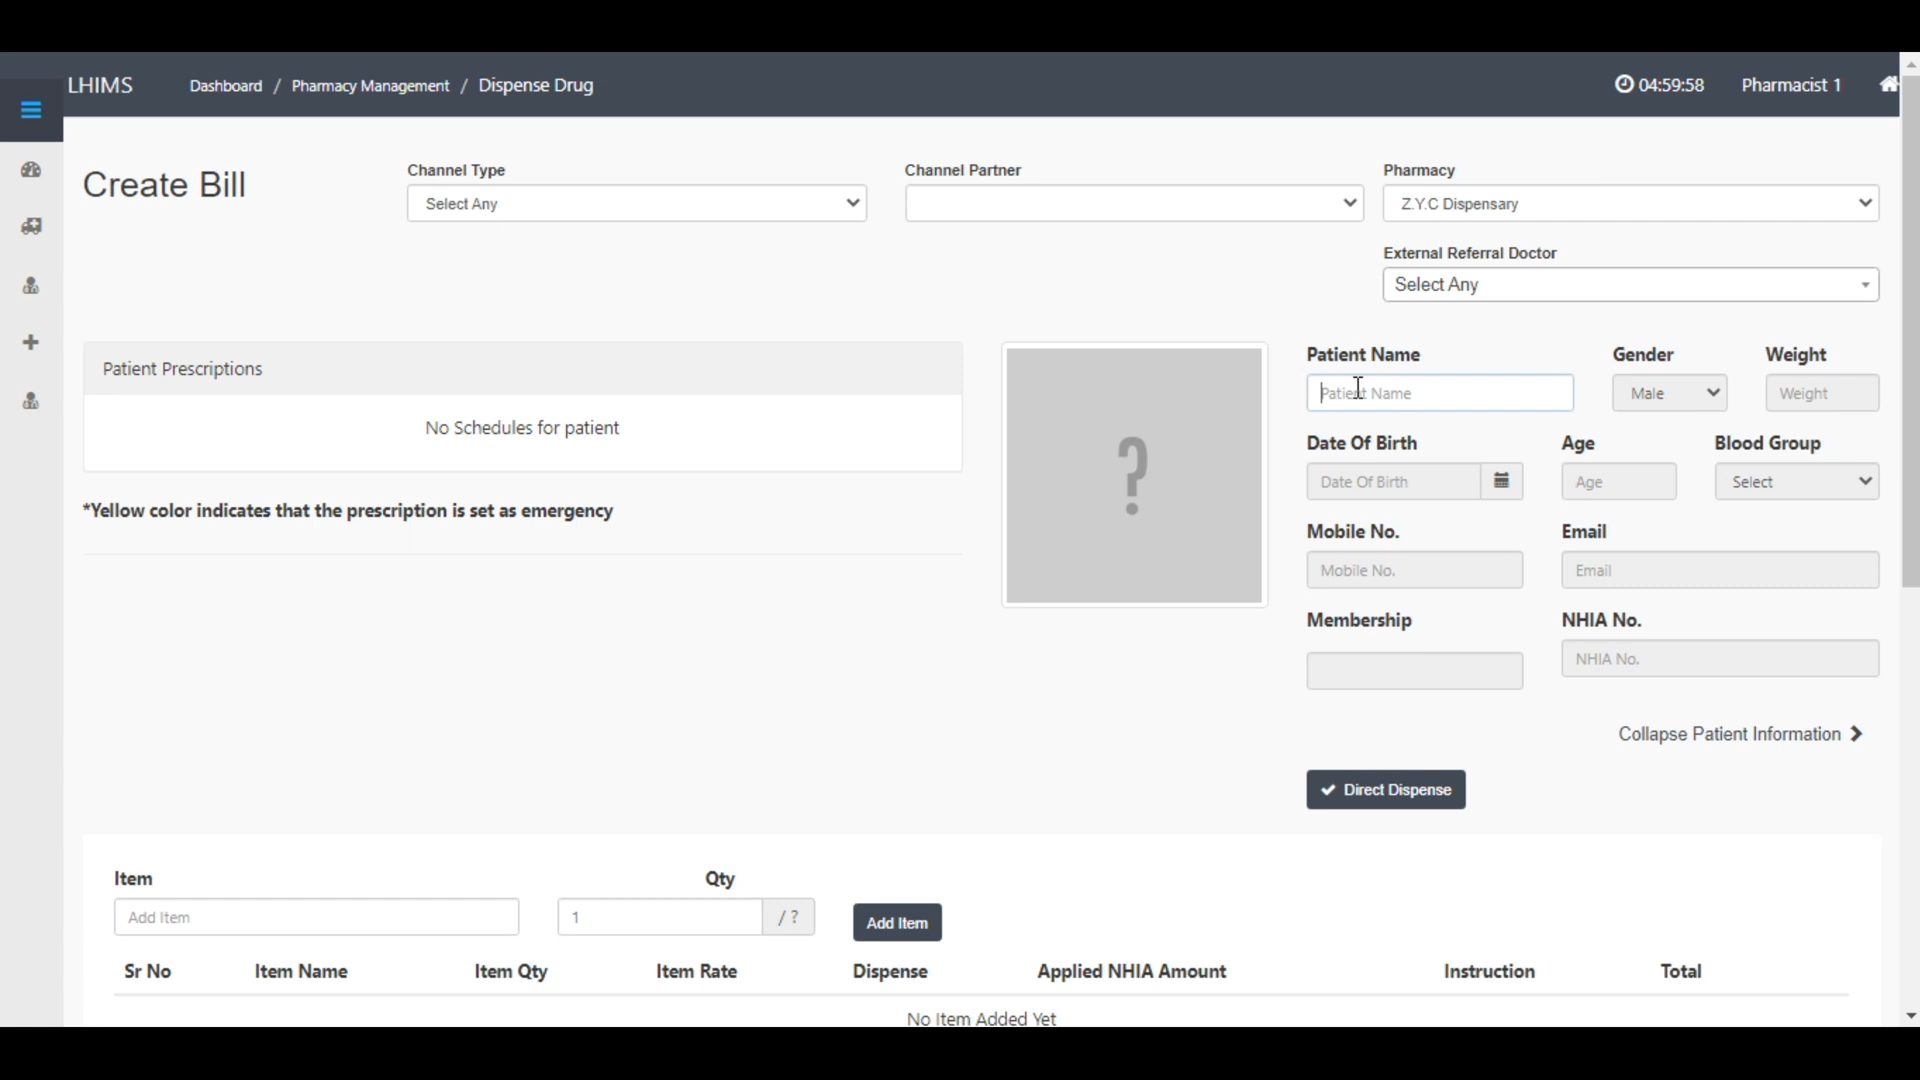 LHIMS Dashboard / Pharmacy Management / Dispense Drug 04:59:58 Pharmacist 1
Create Bill
Channel Type
Select Any
Channel Partner
Pharmacy
Z.Y.C Dispensary
External Referral Doctor
Select Any
Patient Prescriptions
No Schedules for patient
*Yellow color indicates that the prescription is set as emergency
?
Patient Name Gender Weight
Patient Name Male Weight
Date Of Birth Age Blood Group
Date Of Birth Age Select
Mobile No. Email
Mobile No. Email
Membership NHIA No.
NHIA No.
Collapse Patient Information
Direct Dispense
Item Qty
Add Item 1 / ? Add Item
Sr No Item Name Item Qty Item Rate Dispense Applied NHIA Amount Instruction Total
No Item Added Yet